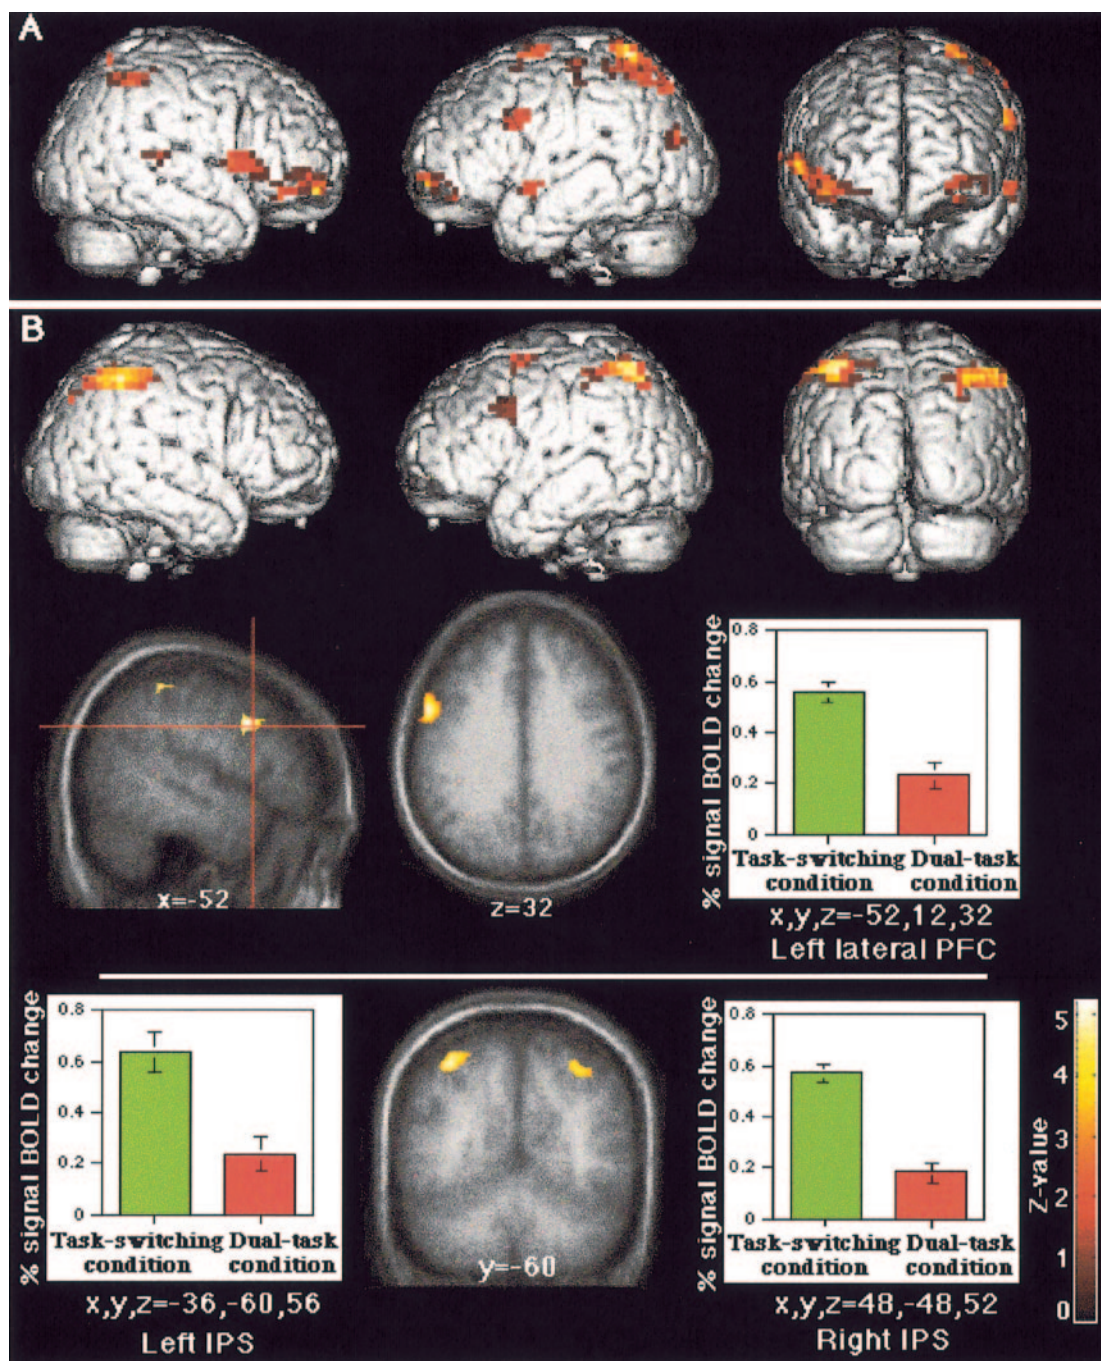 A
B
% signal BOLD change
0.8
0.6
0.4
0.2
0
Task-switching Dual-task
condition condition
x=-52
z=32
x,y,z=-52,12,32
Left lateral PFC
% signal BOLD change
0.8
0.6
0.4
0.2
0
Task-switching Dual-task
condition condition
x,y,z=-36,-60,56
Left IPS
y=-60
% signal BOLD change
0.8
0.6
0.4
0.2
0
Task-switching Dual-task
condition condition
x,y,z=48,-48,52
Right IPS
Z-value
5
4
3
2
1
0